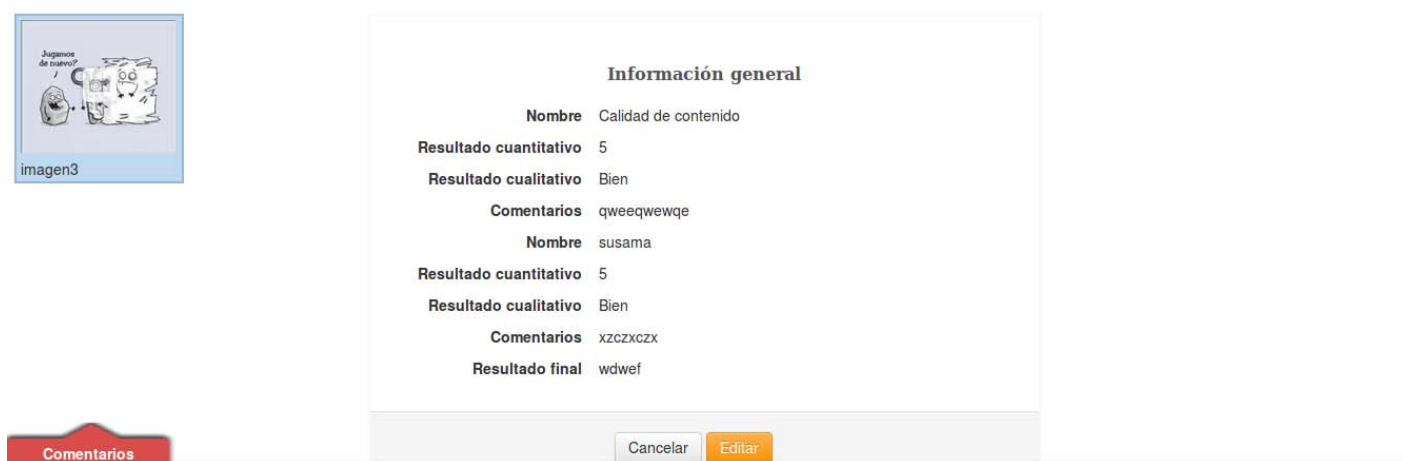 Jugamos
de nuevo?
imagen3
Información general
Nombre Calidad de contenido
Resultado cuantitativo 5
Resultado cualitativo Bien
Comentarios qweeqwewqe
Nombre susama
Resultado cuantitativo 5
Resultado cualitativo Bien
Comentarios xzczxczx
Resultado final wdwef
Cancelar Editar
Comentarios